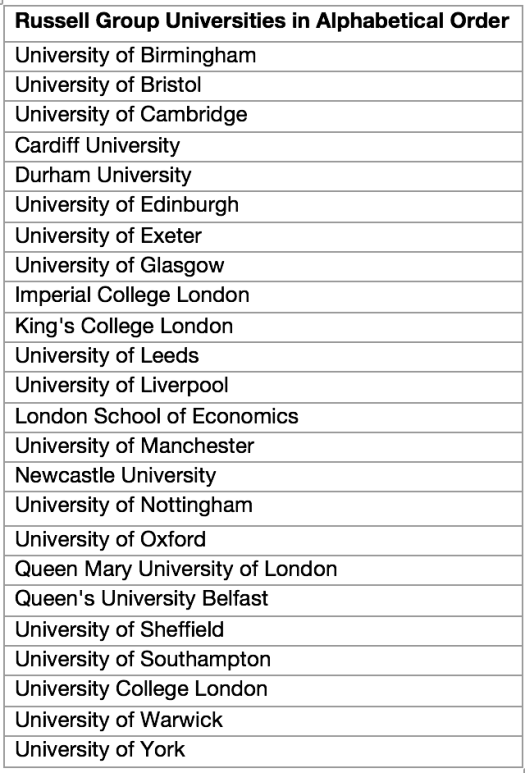 Russell Group Universities in Alphabetical Order
University of Birmingham
University of Bristol
University of Cambridge
Cardiff University
Durham University
University of Edinburgh
University of Exeter
University of Glasgow
Imperial College London
King's College London
University of Leeds
University of Liverpool
London School of Economics
University of Manchester
Newcastle University
University of Nottingham
University of Oxford
Queen Mary University of London
Queen's University Belfast
University of Sheffield
University of Southampton
University College London
University of Warwick
University of York